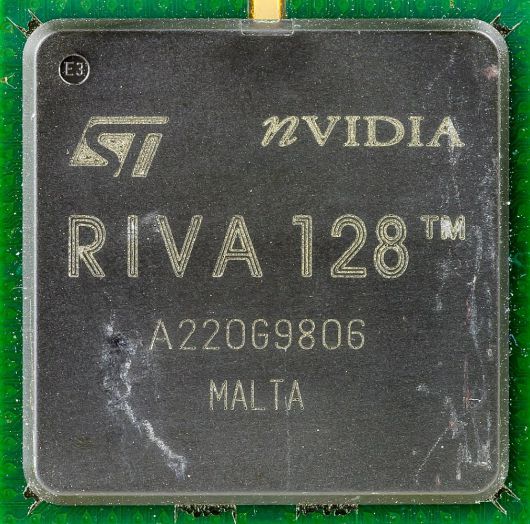 E3
ST nVIDIA
RIVA 128™
A220G9806
MALTA